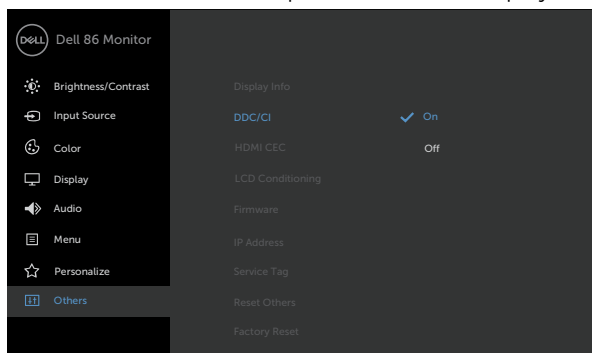 DELL Dell 86 Monitor
Brightness/Contrast
Input Source
Color
Display
Audio
Menu
Personalize
Others
Display Info
DDC/CI On
HDMI CEC Off
LCD Conditioning
Firmware
IP Address
Service Tag
Reset Others
Factory Reset